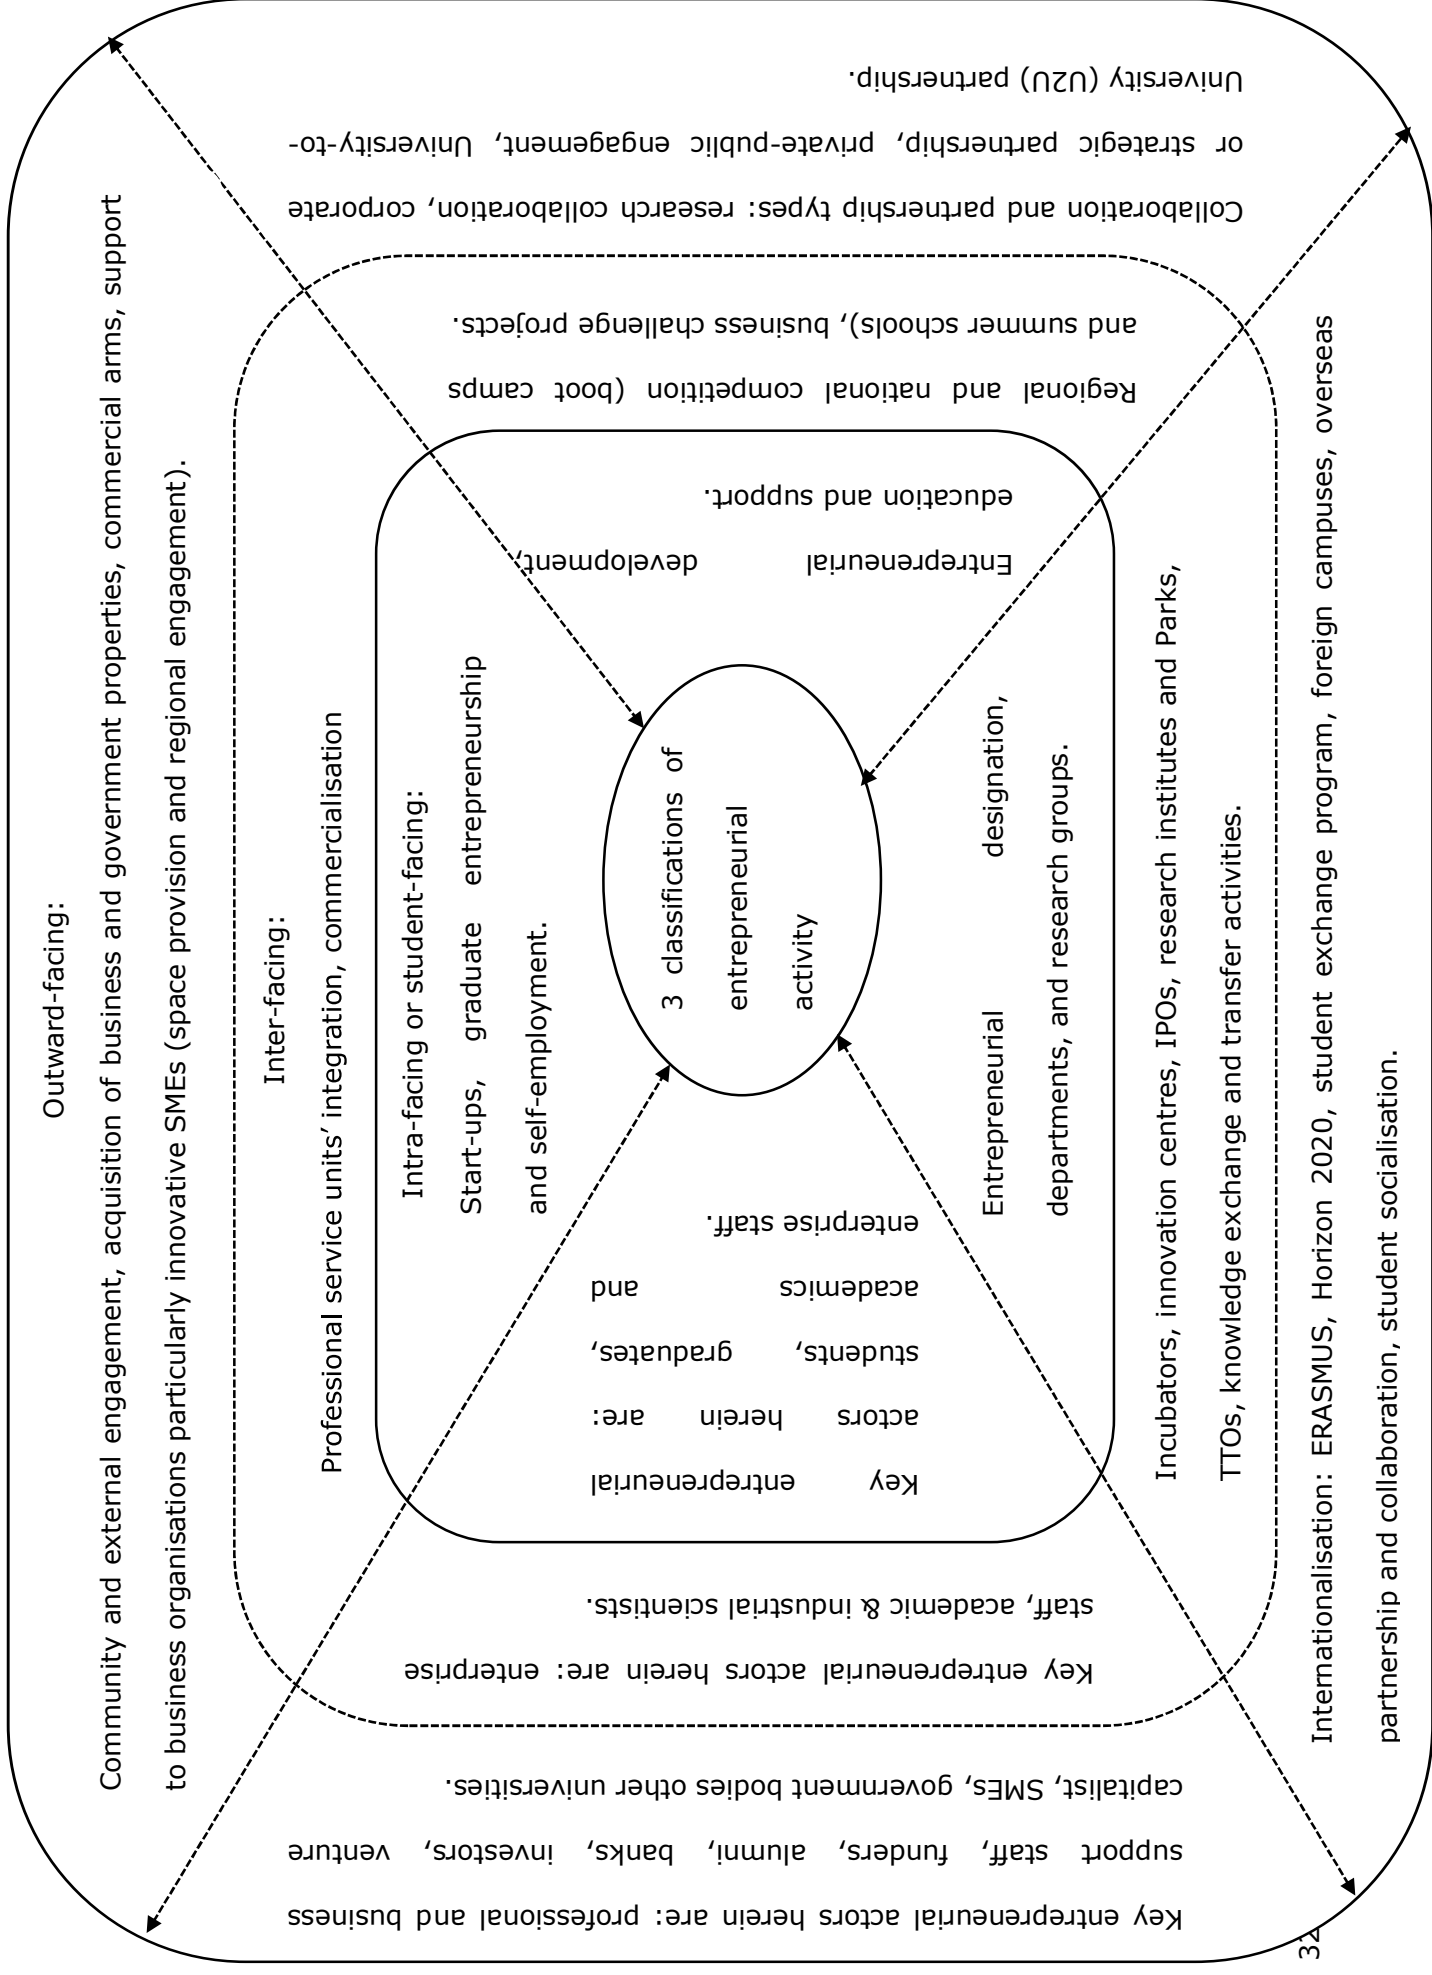 Outward-facing:
Community and external engagement, acquisition of business and government properties, commercial arms, support
to business organisations particularly innovative SMEs (space provision and regional engagement).
Inter-facing:
Professional service units’ integration, commercialisation
Intra-facing or student-facing:
Start-ups, graduate entrepreneurship
and self-employment.
3 classifications of
entrepreneurial
activity
Entrepreneurial designation,
departments, and research groups.
Incubators, innovation centres, IPOs, research institutes and Parks,
TTOs, knowledge exchange and transfer activities.
Internationalisation: ERASMUS, Horizon 2020, student exchange program, foreign campuses, overseas
partnership and collaboration, student socialisation.
Collaboration and partnership types: research collaboration, corporate
or strategic partnership, private-public engagement, University-to-
University (U2U) partnership.
Regional and national competition (boot camps
and summer schools), business challenge projects.
Entrepreneurial development,
education and support.
Key entrepreneurial
actors herein are:
students, graduates,
academics and
enterprise staff.
Key entrepreneurial actors herein are: enterprise
staff, academic & industrial scientists.
Key entrepreneurial actors herein are: professional and business
support staff, funders, alumni, banks, investors, venture
capitalist, SMEs, government bodies other universities.